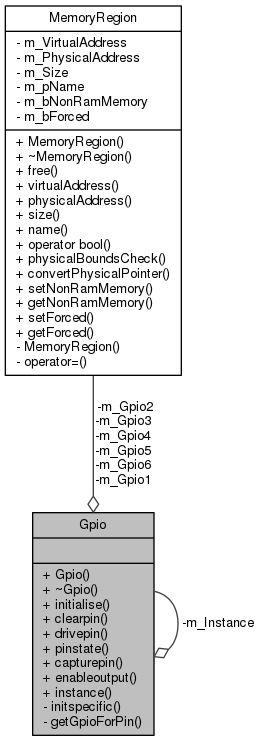 MemoryRegion
- m_VirtualAddress
- m_PhysicalAddress
- m_Size
- m_pName
- m_bNonRamMemory
- m_bForced
+ MemoryRegion()
+ ~MemoryRegion()
+ free()
+ virtualAddress()
+ physicalAddress()
+ size()
+ name()
+ operator bool()
+ physicalBoundsCheck()
+ convertPhysicalPointer()
+ setNonRamMemory()
+ getNonRamMemory()
+ setForced()
+ getForced()
- MemoryRegion()
- operator=()
-m_Gpio2
-m_Gpio3
-m_Gpio4
-m_Gpio5
-m_Gpio6
-m_Gpio1
Gpio
+ Gpio()
+ ~Gpio()
+ initialise()
+ clearpin()
+ drivepin()
+ pinstate()
+ capturepin()
+ enableoutput()
+ instance()
- initspecific()
- getGpioForPin()
-m_Instance